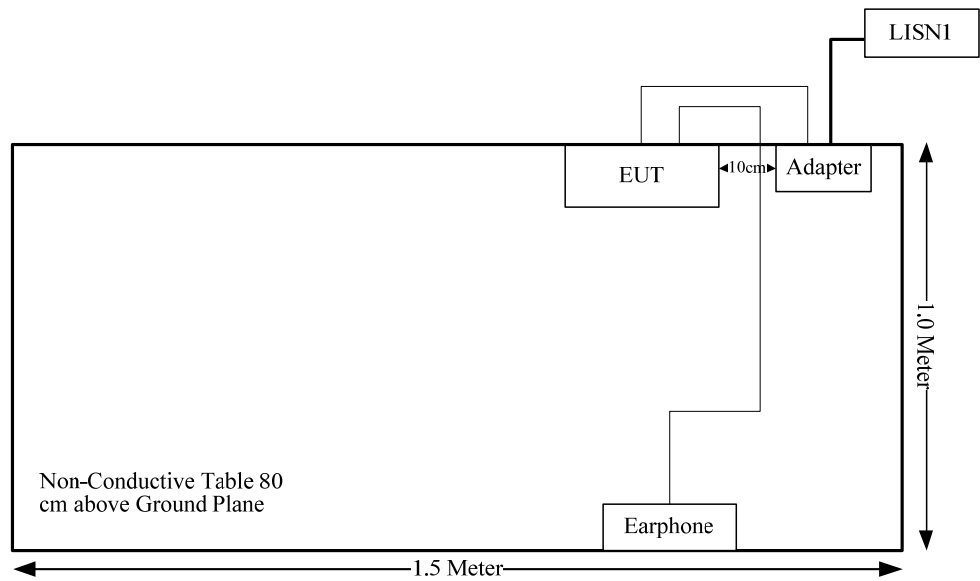 LISN1
EUT
10cm
Adapter
1.0 Meter
Non-Conductive Table 80
cm above Ground Plane
Earphone
1.5 Meter